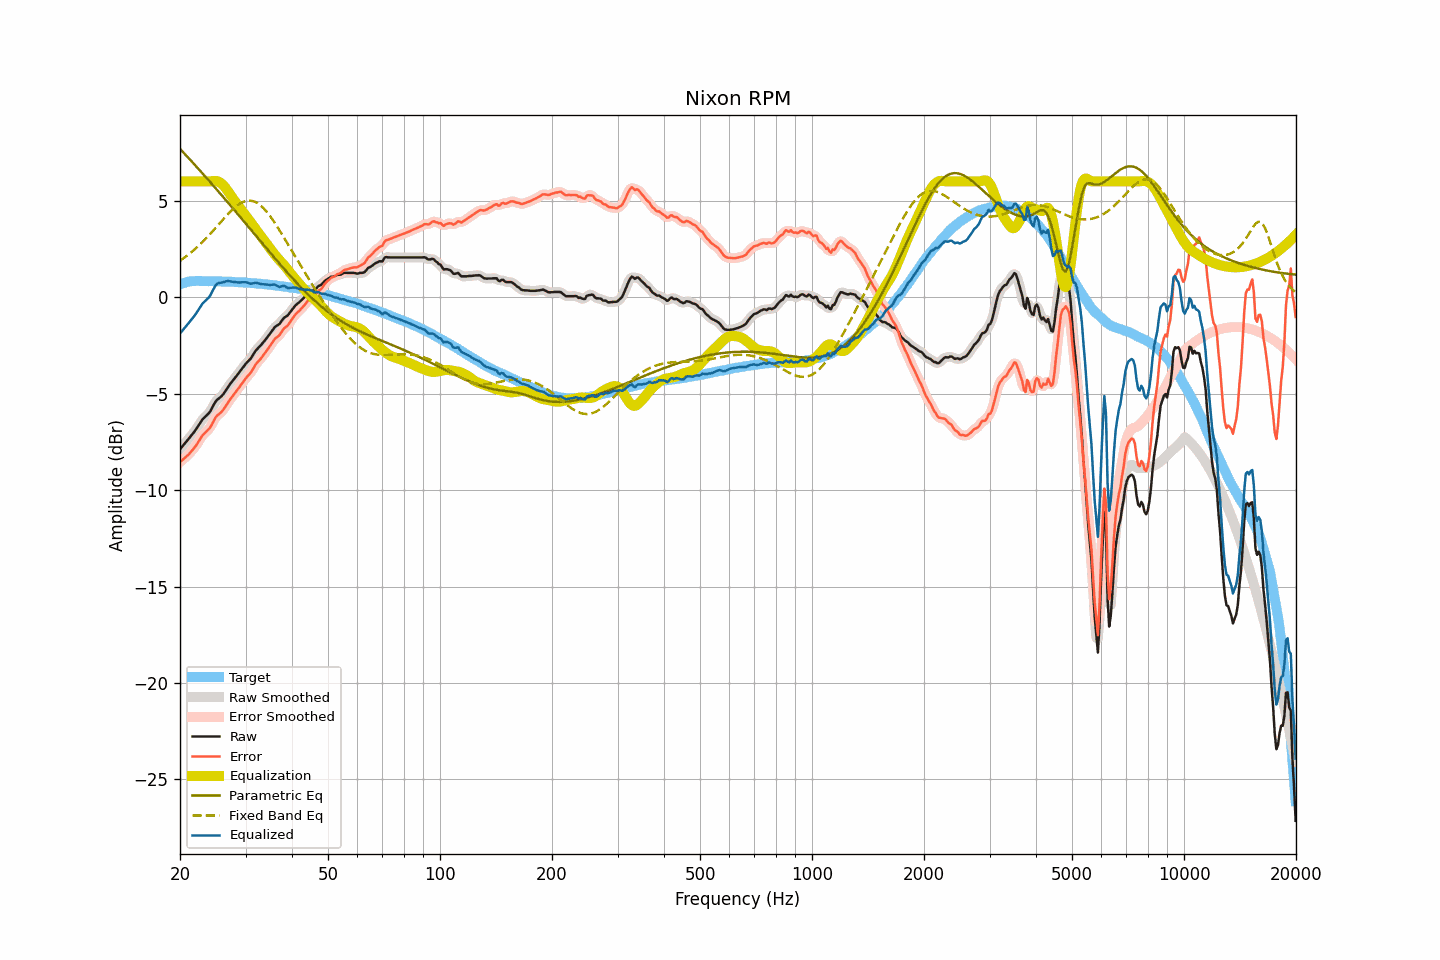 Nixon RPM
Amplitude (dBr)
5
0
−5
−10
−15
−20
−25
Target
Raw Smoothed
Error Smoothed
Raw
Error
Equalization
Parametric Eq
Fixed Band Eq
Equalized
20 50 100 200 500 1000 2000 5000 10000 20000
Frequency (Hz)